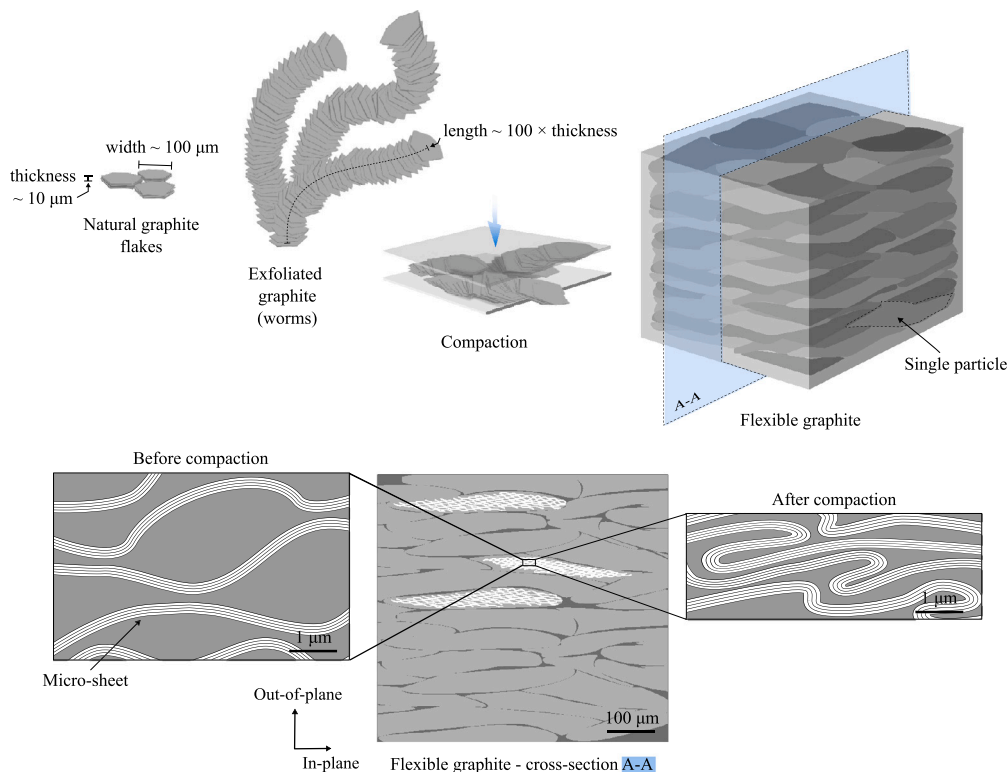 width ~ 100 μm
thickness
~ 10 μm
Natural graphite
flakes
length ~ 100 × thickness
Exfoliated
graphite
(worms)
Compaction
Single particle
A-A
Flexible graphite
Before compaction
1 μm
Micro-sheet
After compaction
1 μm
Out-of-plane
In-plane
100 μm
Flexible graphite - cross-section A-A